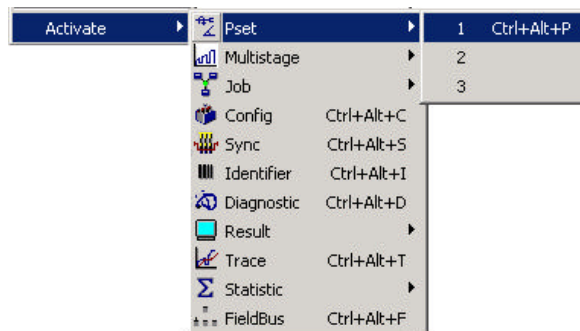 Activate Pset 1 Ctrl+Alt+P
Multistage 2
Job 3
Config Ctrl+Alt+C
Sync Ctrl+Alt+S
Identifier Ctrl+Alt+I
Diagnostic Ctrl+Alt+D
Result
Trace Ctrl+Alt+T
Statistic
FieldBus Ctrl+Alt+F